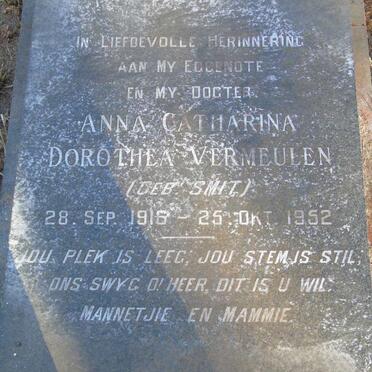 IN LIEFDEVOLLE HERINNERING
AAN MY EGGENOTE
EN MY DOGTER
ANNA CATHARINA
DOROTHEA VERMEULEN
(GEB SMIT)
28. SEP. 1916 – 25. OKT. 1952
JOU PLEK IS LEEG, JOU STEM IS STIL,
ONS SWYG O! HEER, DIT IS U WIL.
MANNETJIE EN MAMMIE.